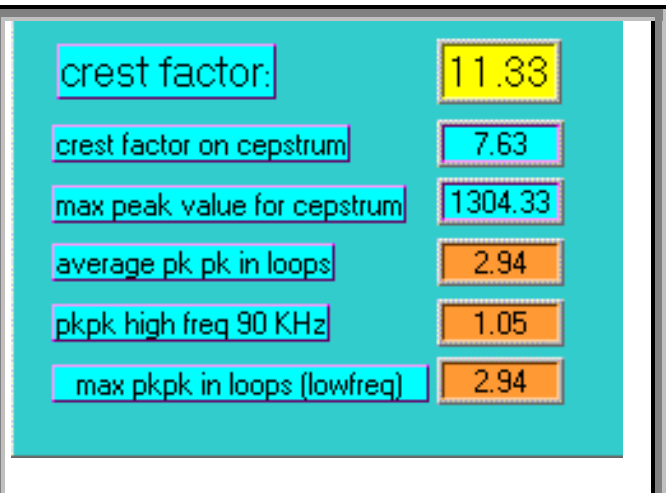 crest factor: 11.33
crest factor on cepstrum 7.63
max peak value for cepstrum 1304.33
average pk pk in loops 2.94
pkpk high freq 90 KHz 1.05
max pkpk in loops (lowfreq) 2.94